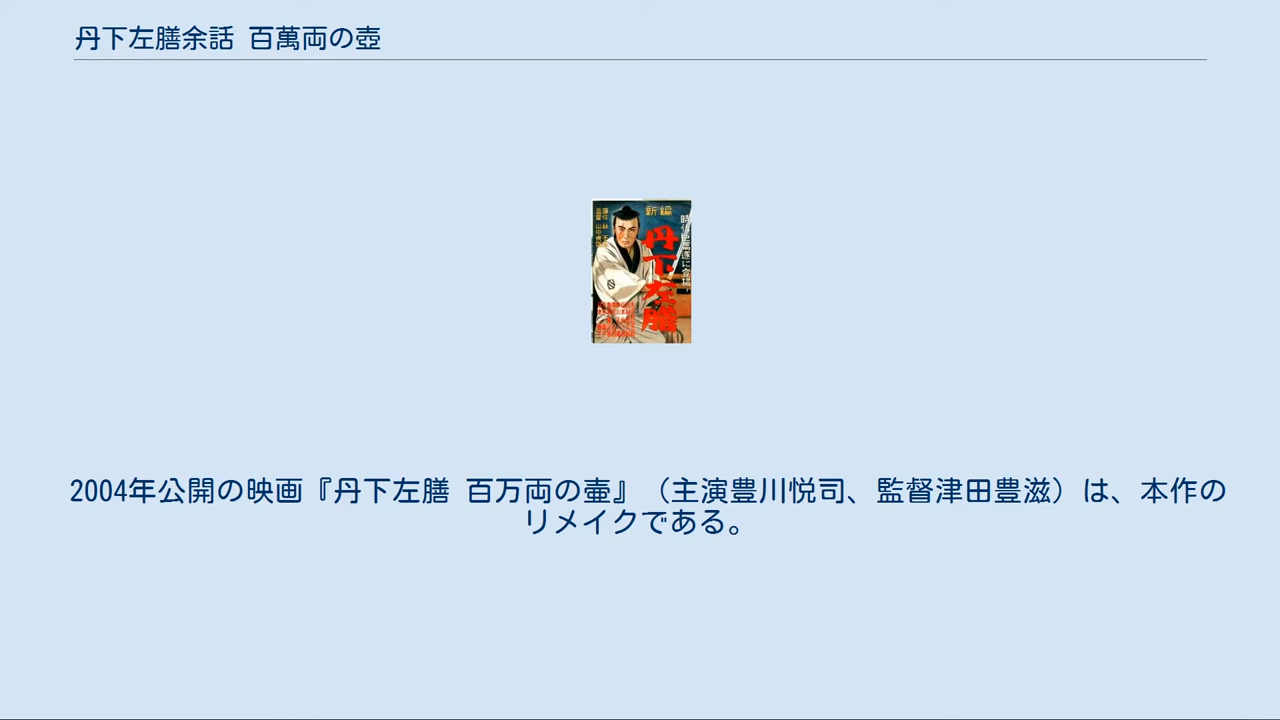 丹下左膳余話 百萬両の壺
新編
丹下左膳
2004年公開の映画『丹下左膳 百万両の壷』（主演豊川悦司、監督津田豊滋）は、本作の
リメイクである。